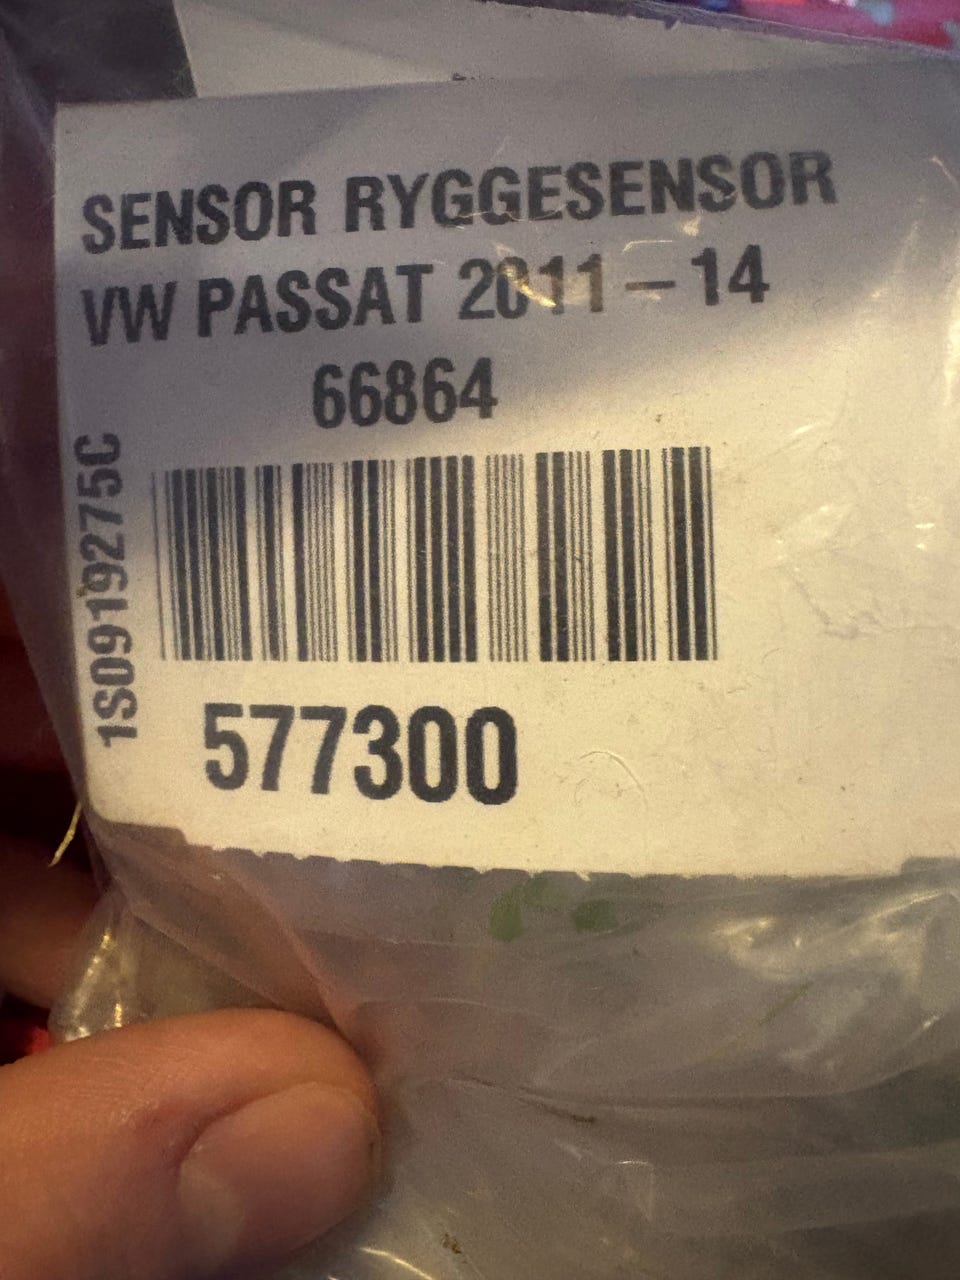 SENSOR RYGGESENSOR
VW PASSAT 2011 – 14
66864
1S0919275C
577300